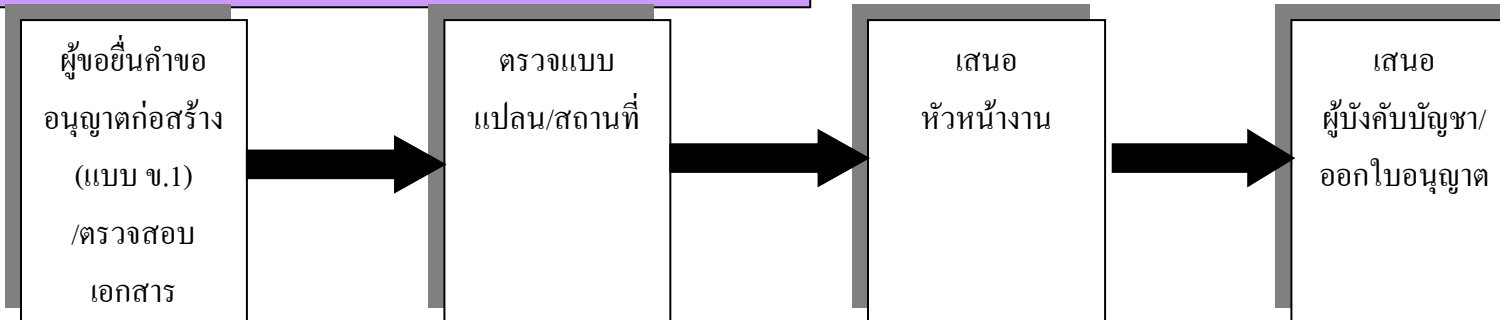 ผู้ขอยื่นคำขอ
อนุญาตก่อสร้าง
(แบบ ข.1)
/ตรวจสอบ
เอกสาร
ตรวจแบบ
แปลน/สถานที่
เสนอ
หัวหน้างาน
เสนอ
ผู้บังคับบัญชา/
ออกใบอนุญาต